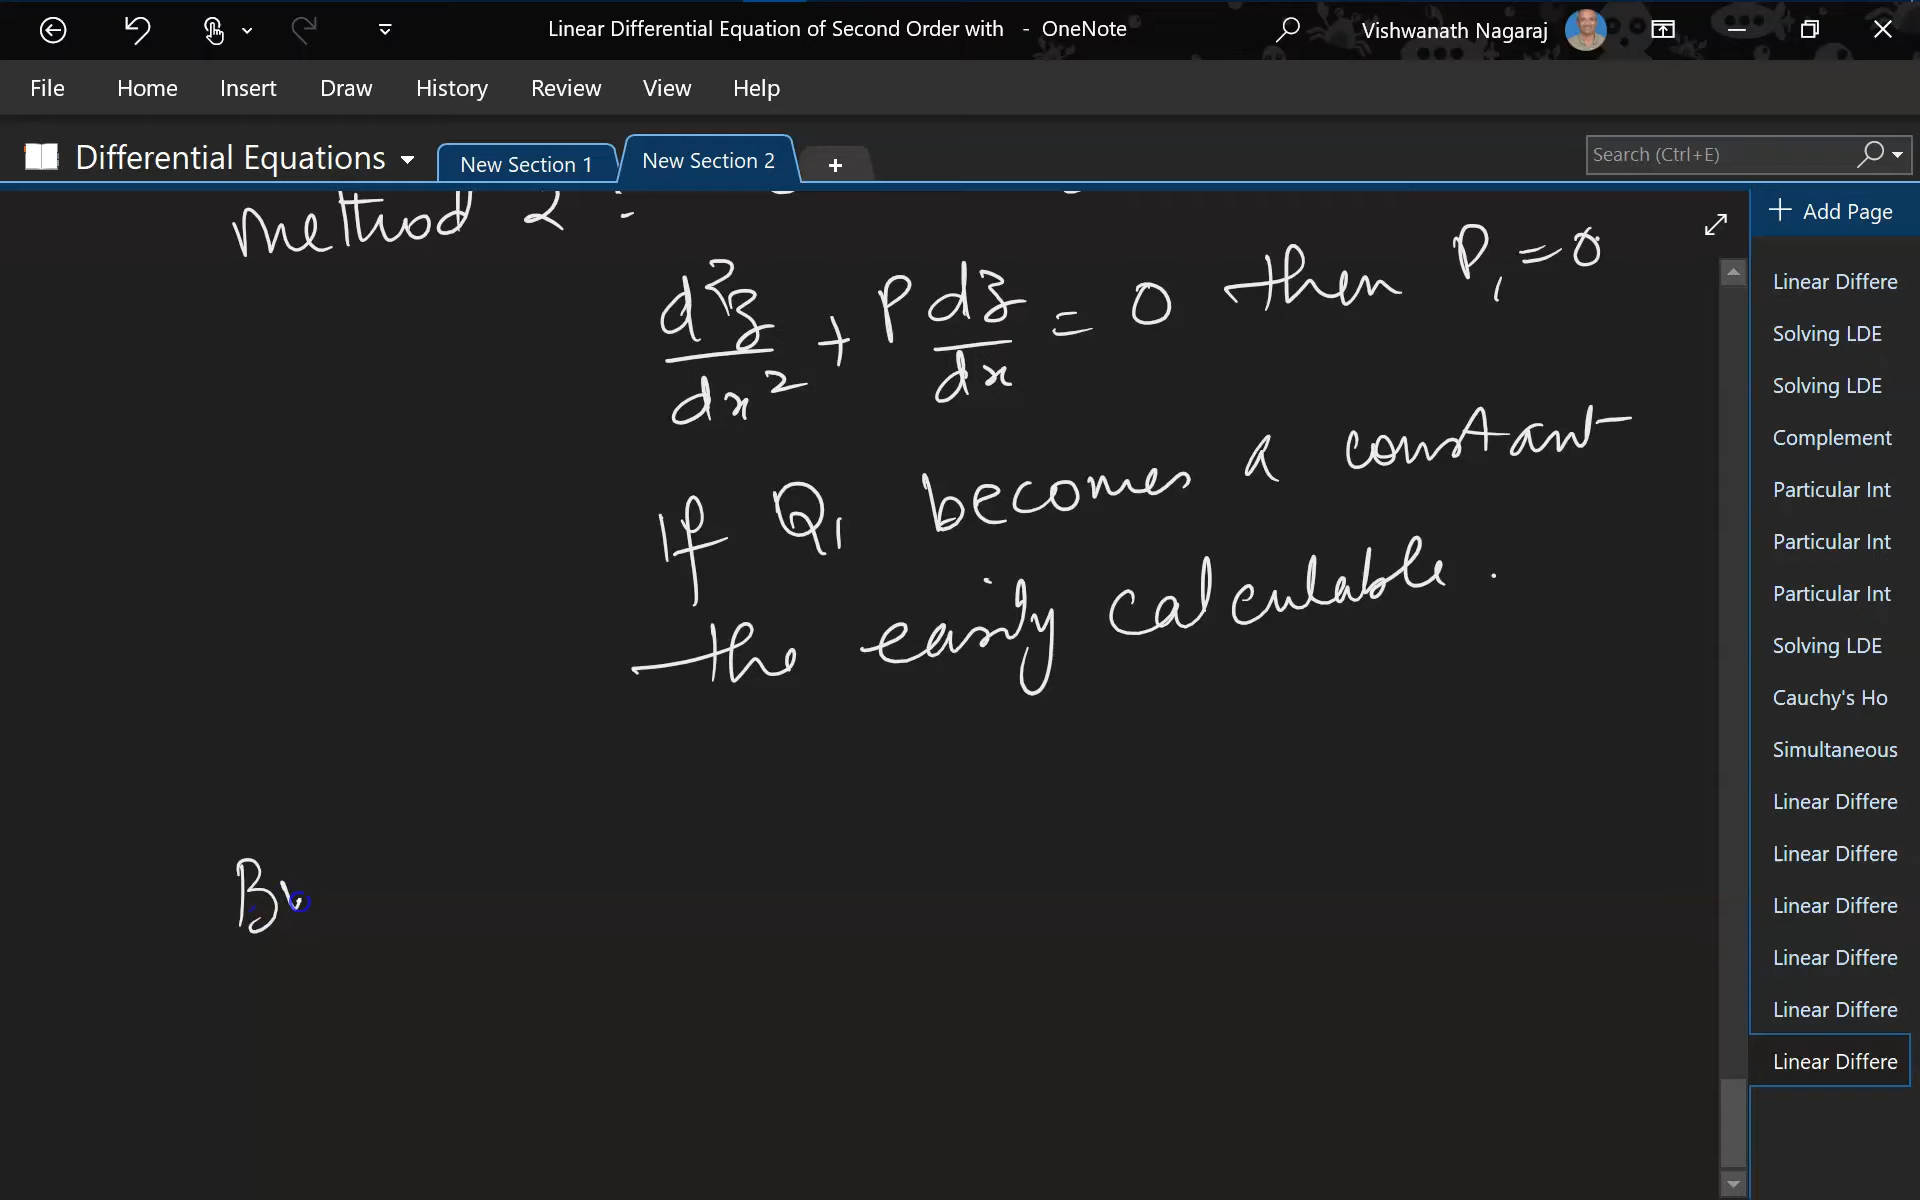 Linear Differential Equation of Second Order with - OneNote
Vishwanath Nagaraj
File Home Insert Draw History Review View Help
Differential Equations
New Section 1
New Section 2
+
Search (Ctrl+E)
Add Page
Linear Differe
Solving LDE
Solving LDE
Complement
Particular Int
Particular Int
Particular Int
Solving LDE
Cauchy's Ho
Simultaneous
Linear Differe
Linear Differe
Linear Differe
Linear Differe
Linear Differe
Linear Differe
method 2 :
d²z/dx² + P dz/dx = 0 then P₁ = 0
If Q₁ becomes a constant
the easily calculable.